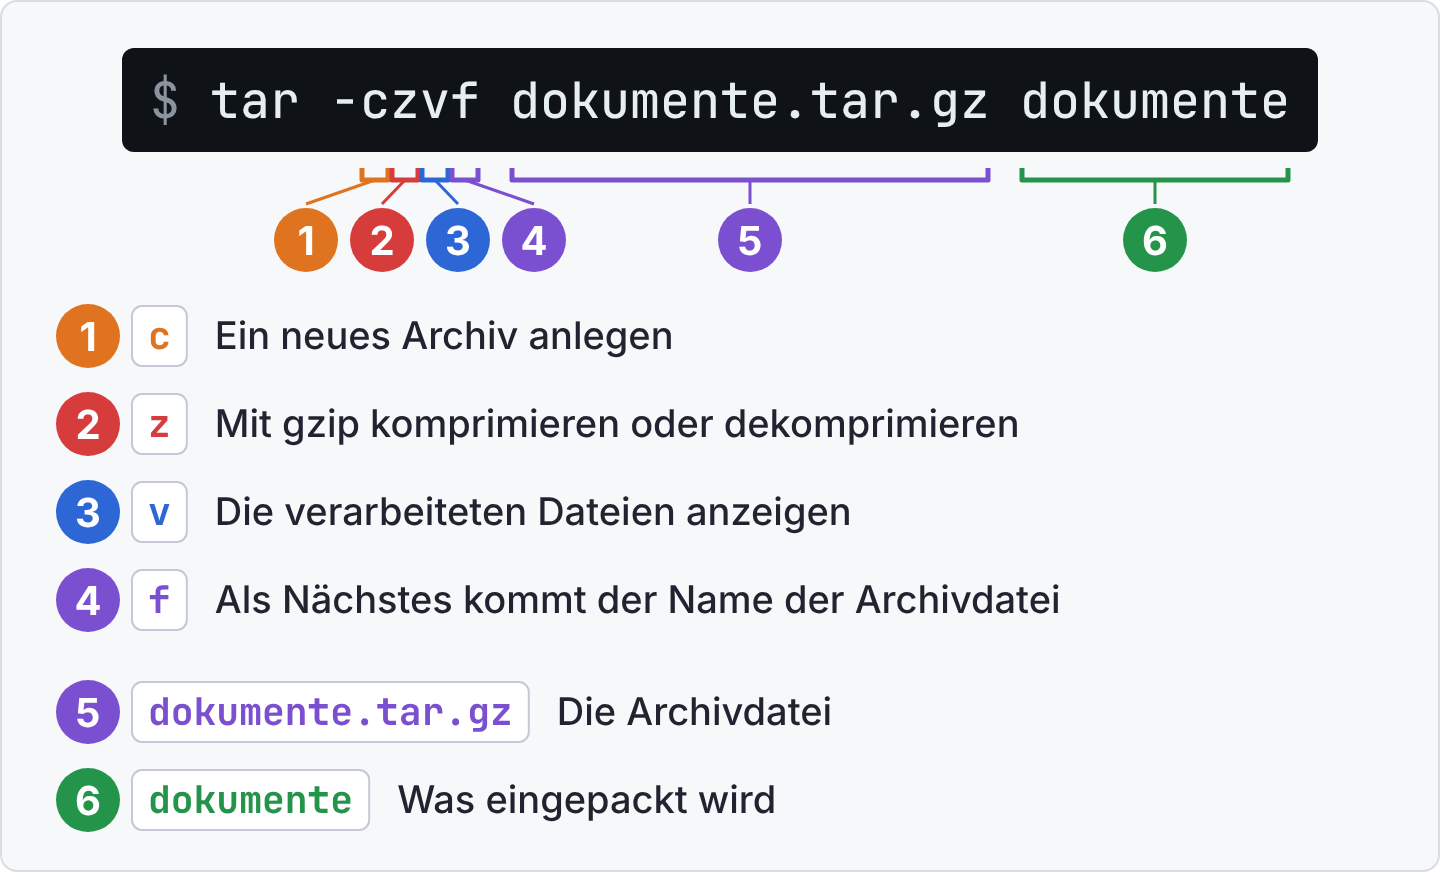 $ tar -czvf dokumente.tar.gz dokumente
1 2 3 4 5 6
1 c Ein neues Archiv anlegen
2 z Mit gzip komprimieren oder dekomprimieren
3 v Die verarbeiteten Dateien anzeigen
4 f Als Nächstes kommt der Name der Archivdatei
5 dokumente.tar.gz Die Archivdatei
6 dokumente Was eingepackt wird